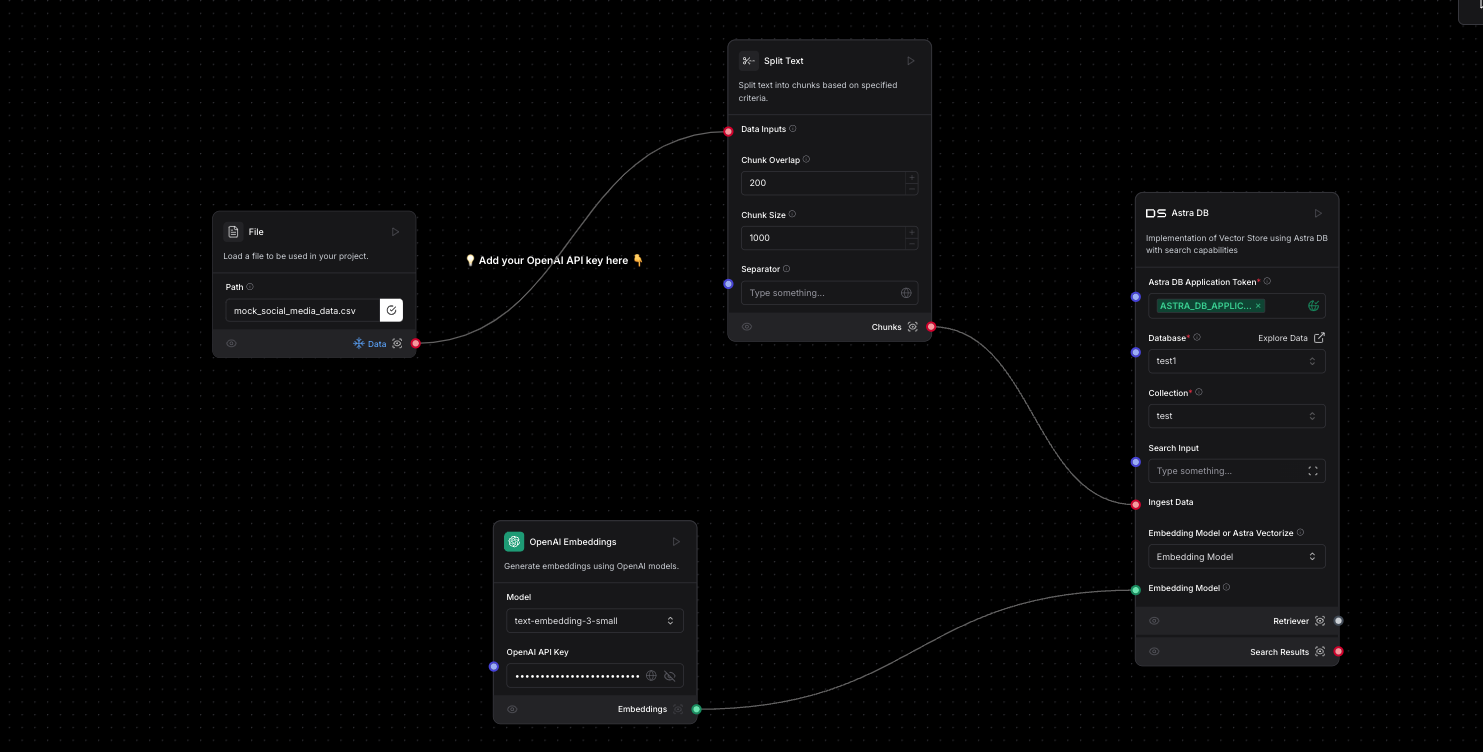 File
Load a file to be used in your project.
Path
mock_social_media_data.csv
Data
💡 Add your OpenAI API key here 👇
Split Text
Split text into chunks based on specified
criteria.
Data Inputs
Chunk Overlap
200
Chunk Size
1000
Separator
Type something...
Chunks
OpenAI Embeddings
Generate embeddings using OpenAI models.
Model
text-embedding-3-small
OpenAI API Key
••••••••••••••••••••••••
Embeddings
DS Astra DB
Implementation of Vector Store using Astra DB
with search capabilities
Astra DB Application Token*
ASTRA_DB_APPLIC... ×
Database* Explore Data
test1
Collection*
test
Search Input
Type something...
Ingest Data
Embedding Model or Astra Vectorize
Embedding Model
Embedding Model
Retriever
Search Results